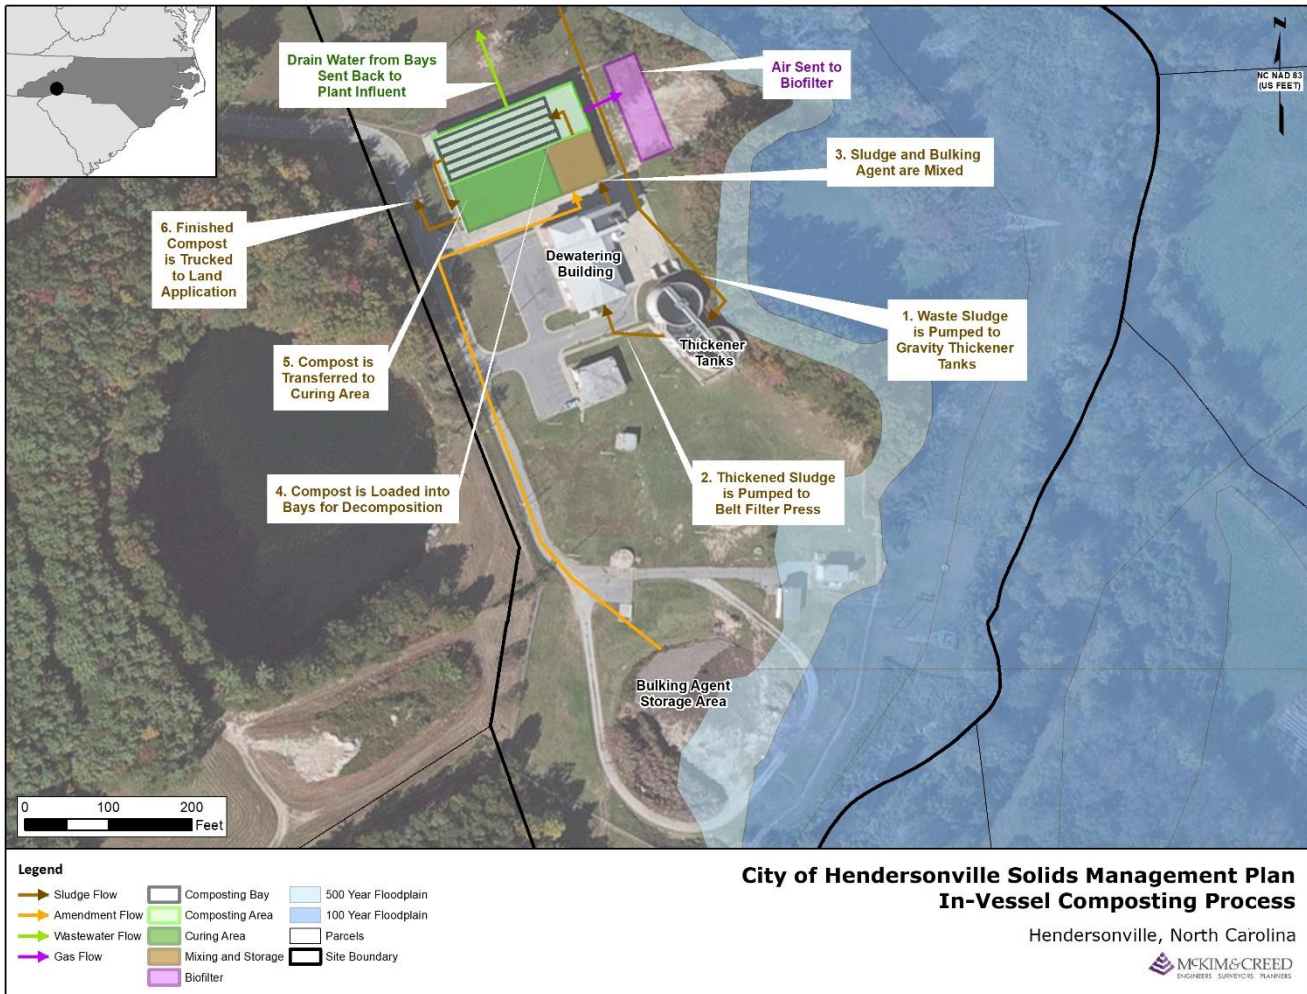 NC NAD 83
(US FEET)
Drain Water from Bays
Sent Back to
Plant Influent
Air Sent to
Biofilter
3. Sludge and Bulking
Agent are Mixed
6. Finished
Compost
is Trucked
to Land
Application
Dewatering
Building
1. Waste Sludge
is Pumped to
Gravity Thickener
Tanks
Thickener
Tanks
5. Compost is
Transferred to
Curing Area
4. Compost is Loaded into
Bays for Decomposition
2. Thickened Sludge
is Pumped to
Belt Filter Press
Bulking Agent
Storage Area
0 100 200
Feet
Legend
Sludge Flow
Amendment Flow
Wastewater Flow
Gas Flow
Composting Bay
Composting Area
Curing Area
Mixing and Storage
Biofilter
500 Year Floodplain
100 Year Floodplain
Parcels
Site Boundary
City of Hendersonville Solids Management Plan
In-Vessel Composting Process
Hendersonville, North Carolina
MCKIM&CREED
ENGINEERS SURVEYORS PLANNERS